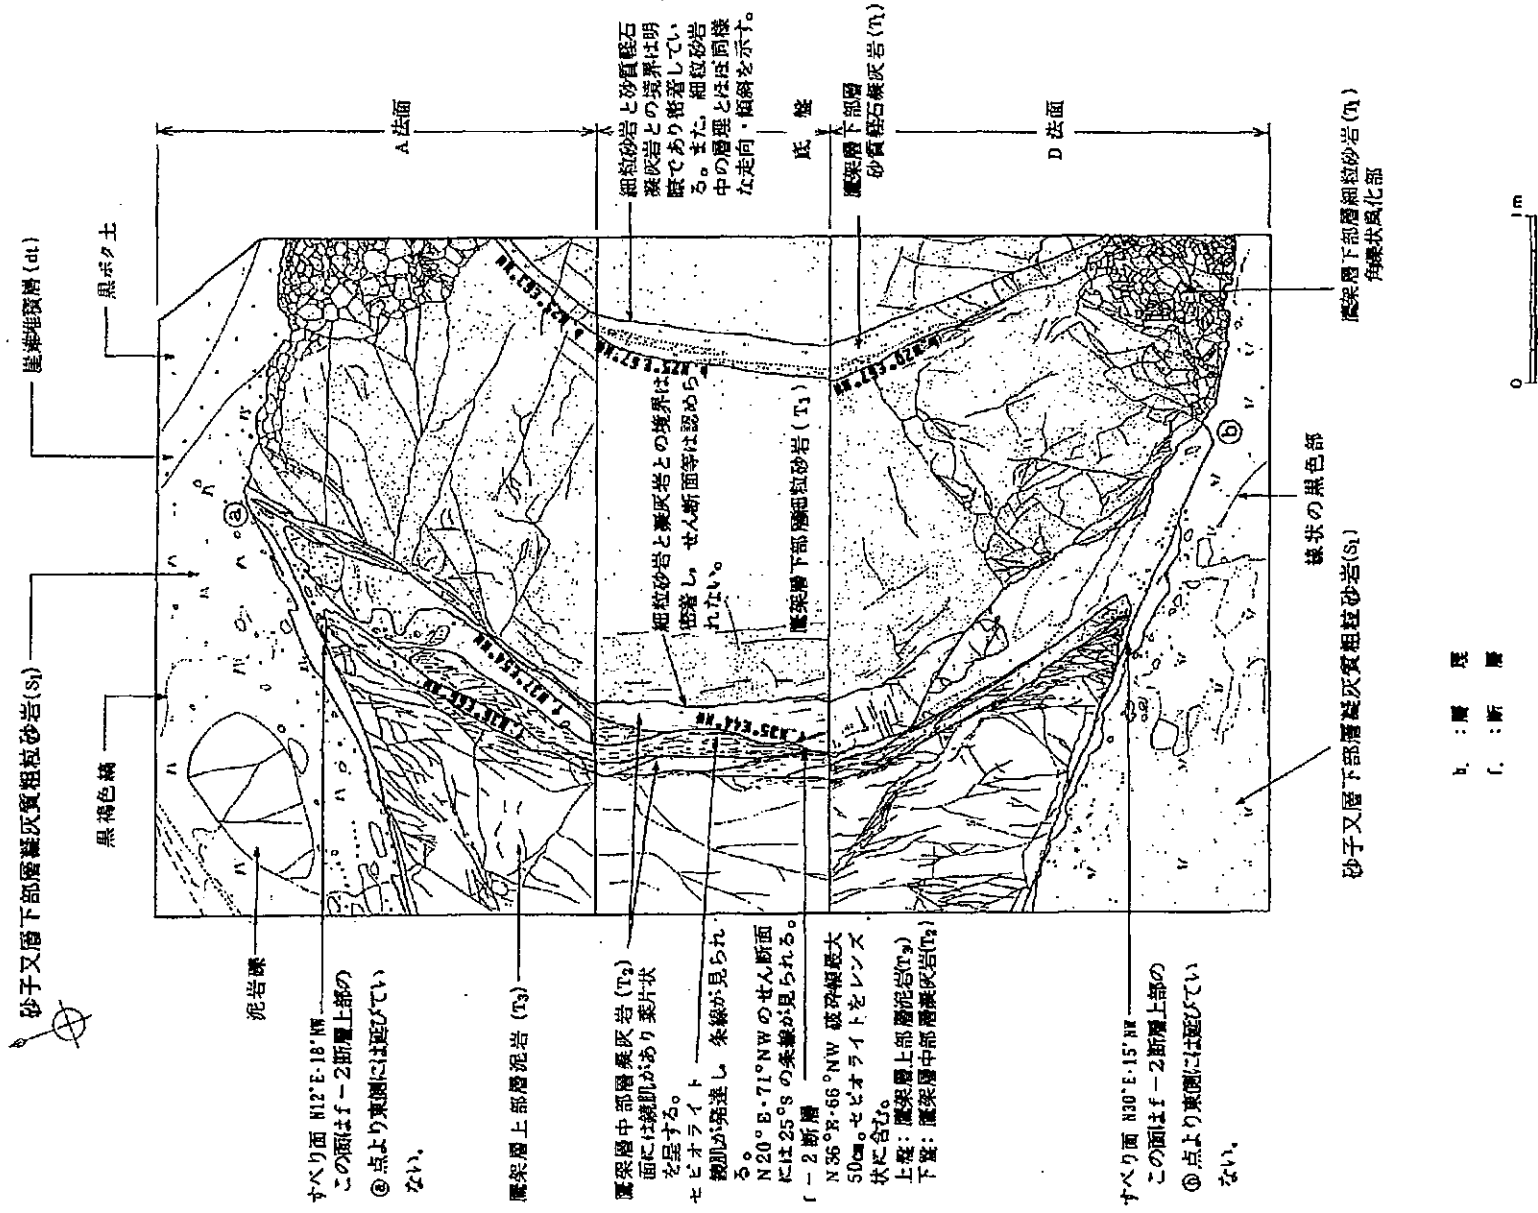 砂子又層下部層凝灰質粗粒砂岩(S₁)
黒褐色縞
泥岩礫
崖錐堆積層(dt)
黒ボク土
A 法面
底 盤
D 法面
細粒砂岩と砂質軽石
凝灰岩との境界は明
瞭であり密着してい
る。また、細粒砂岩
中の層理とほぼ同様
な走向・傾斜を示す。
鷹架層下部層
砂質軽石凝灰岩(T₁)
鷹架層下部層細粒砂岩(T₁)
角礫状風化部
線状の黒色部
砂子又層下部層凝灰質粗粒砂岩(S₁)
ⓐ
ⓑ
細粒砂岩と凝灰岩との境界は
密着し、せん断面等は認めら
れない。
鷹架層下部層細粒砂岩(T₁)
b.N25°E.67°NW
f.N35°E.44°NW
すべり面 N12°E·18°NW
この面はf－2断層上部の
ⓐ点より東側には延びてい
ない。
鷹架層上部層泥岩(T₃)
鷹架層中部層凝灰岩(T₂)
面には鏡肌があり葉片状
を呈する。
セピオライト
鏡肌が発達し、条線が見られ
る。
N20°E·71°NWのせん断面
には25°Sの条線が見られる。
f－2断層
N36°E·66°NW 破砕幅最大
50cm。セピオライトをレンズ
状に含む。
上盤：鷹架層上部層泥岩(T₃)
下盤：鷹架層中部層凝灰岩(T₂)
すべり面 N30°E·15°NW
この面はf－2断層上部の
ⓑ点より東側には延びてい
ない。
b. ：層 理
f. ：断 層
0 1m